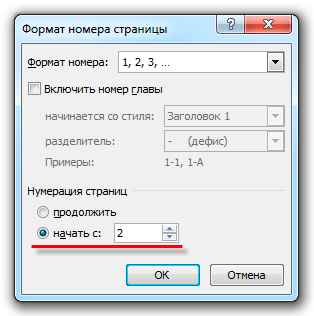 Формат номера страницы
Формат номера: 1, 2, 3, ...
Включить номер главы
начинается со стиля: Заголовок 1
разделитель: - (дефис)
Примеры: 1-1, 1-A
Нумерация страниц
продолжить
начать с: 2
ОК Отмена